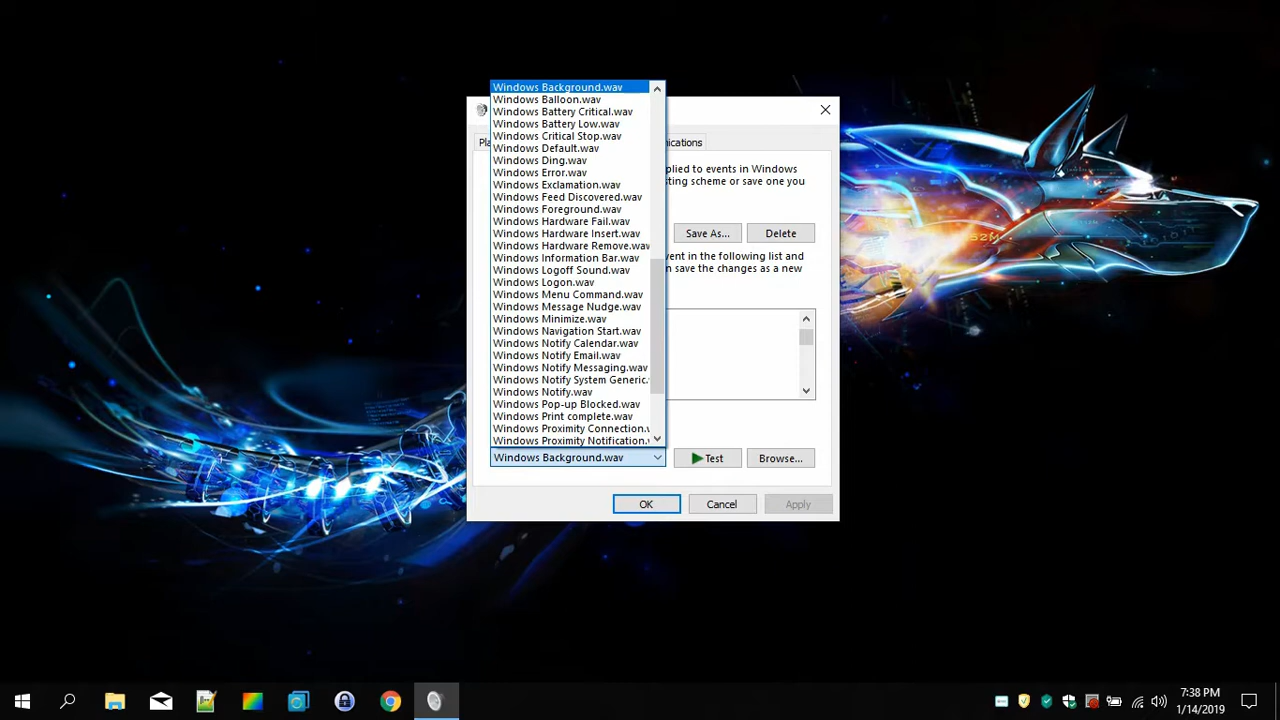 Windows Background.wav
Windows Balloon.wav
Windows Battery Critical.wav
Windows Battery Low.wav
Windows Critical Stop.wav
Windows Default.wav
Windows Ding.wav
Windows Error.wav
Windows Exclamation.wav
Windows Feed Discovered.wav
Windows Foreground.wav
Windows Hardware Fail.wav
Windows Hardware Insert.wav
Windows Hardware Remove.wav
Windows Information Bar.wav
Windows Logoff Sound.wav
Windows Logon.wav
Windows Menu Command.wav
Windows Message Nudge.wav
Windows Minimize.wav
Windows Navigation Start.wav
Windows Notify Calendar.wav
Windows Notify Email.wav
Windows Notify Messaging.wav
Windows Notify System Generic.
Windows Notify.wav
Windows Pop-up Blocked.wav
Windows Print complete.wav
Windows Proximity Connection.
Windows Proximity Notification.
Windows Background.wav
Pla
ications
plied to events in Windows
ting scheme or save one you
Save As... Delete
vent in the following list and
n save the changes as a new
Test Browse...
OK Cancel Apply
S2M
7:38 PM
1/14/2019